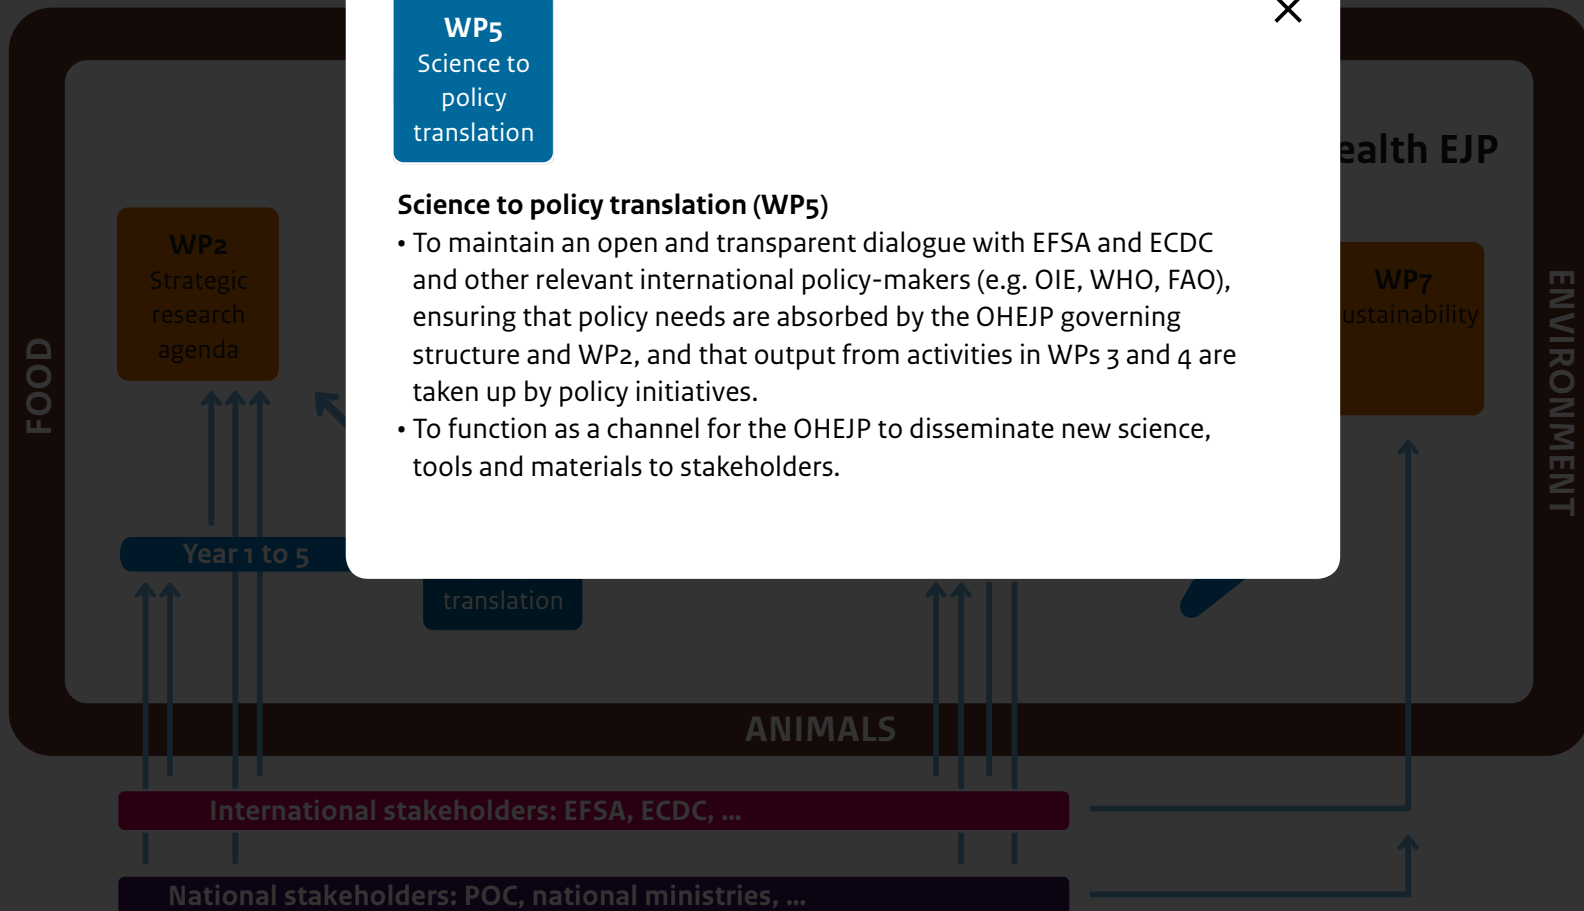 WP5
Science to
policy
translation
ealth EJP
Science to policy translation (WP5)
• To maintain an open and transparent dialogue with EFSA and ECDC
and other relevant international policy-makers (e.g. OIE, WHO, FAO),
ensuring that policy needs are absorbed by the OHEJP governing
structure and WP2, and that output from activities in WPs 3 and 4 are
taken up by policy initiatives.
• To function as a channel for the OHEJP to disseminate new science,
tools and materials to stakeholders.
WP2
Strategic
research
agenda
WP7
ustainability
FOOD
ENVIRONMENT
Year 1 to 5
translation
ANIMALS
International stakeholders: EFSA, ECDC, ...
National stakeholders: POC, national ministries, ...